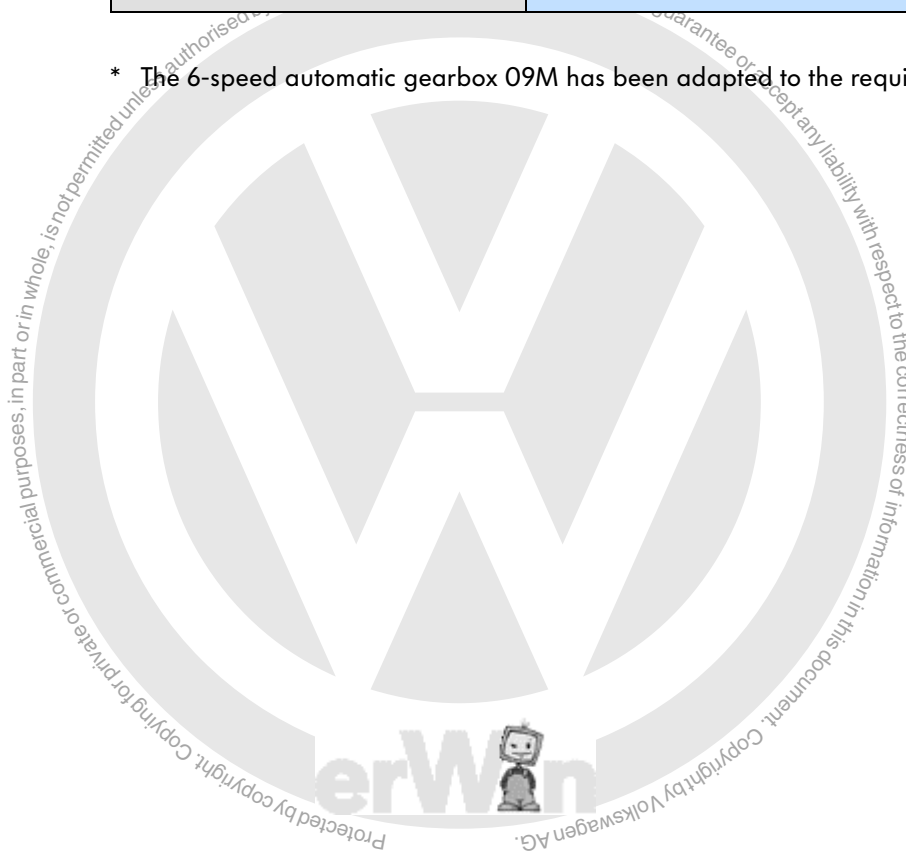 * The 6-speed automatic gearbox 09M has been adapted to the requi
Protected by copyright. Copying for private or commercial purposes, in part or in whole, is not permitted unless authorised by
guarantee or accept any liability with respect to the correctness of information in this document. Copyright by Volkswagen AG.
VW
erWin